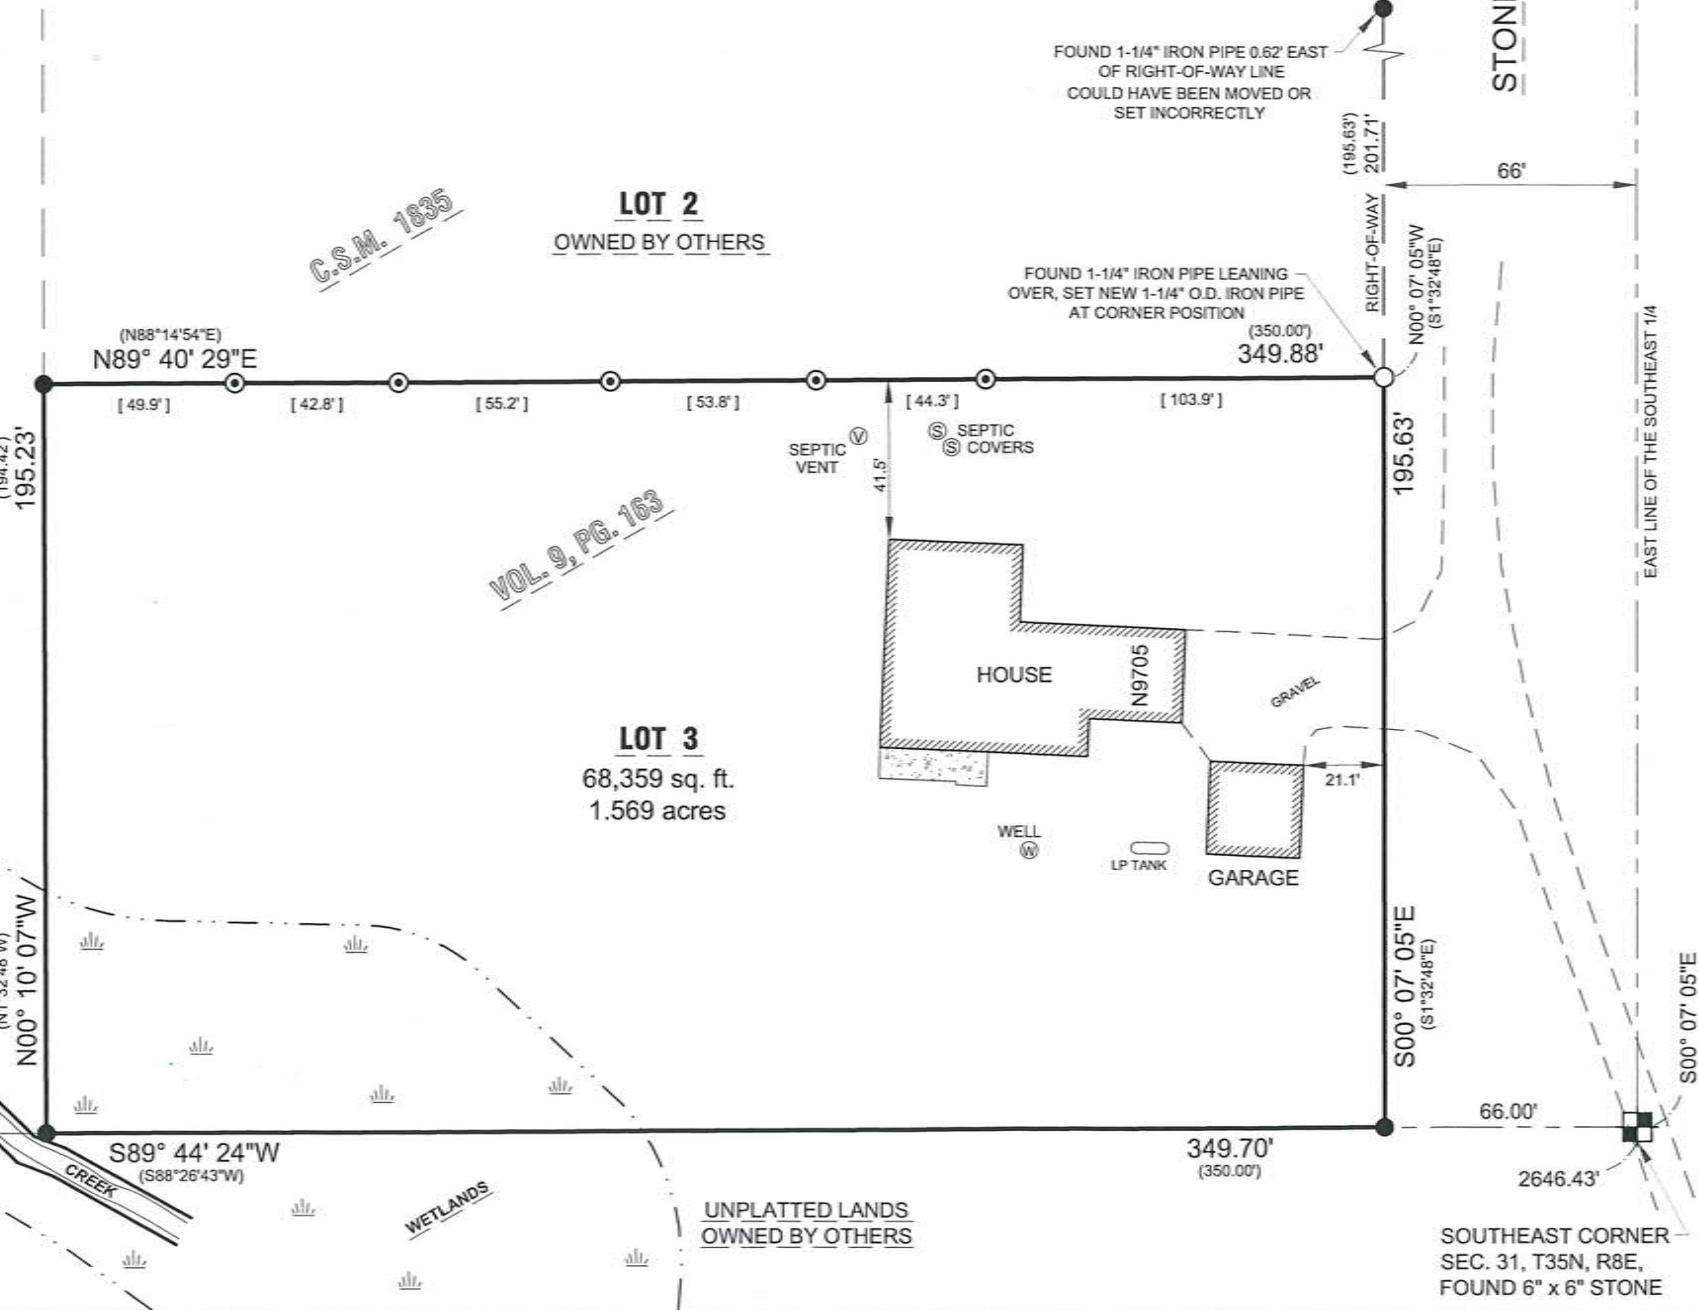 STON
FOUND 1-1/4" IRON PIPE 0.62' EAST
OF RIGHT-OF-WAY LINE
COULD HAVE BEEN MOVED OR
SET INCORRECTLY
(195.63')
201.71'
66'
RIGHT-OF-WAY
N00° 07' 05"W
(S1°32'48"E)
C.S.M. 1835
LOT 2
OWNED BY OTHERS
FOUND 1-1/4" IRON PIPE LEANING
OVER, SET NEW 1-1/4" O.D. IRON PIPE
AT CORNER POSITION
(350.00')
349.88'
(N88°14'54"E)
N89° 40' 29"E
[ 49.9' ]
[ 42.8' ]
[ 55.2' ]
[ 53.8' ]
[ 44.3' ]
[ 103.9' ]
(194.42')
195.23'
SEPTIC
VENT
V
S
S
SEPTIC
COVERS
41.5'
195.63'
EAST LINE OF THE SOUTHEAST 1/4
VOL. 9, PG. 163
HOUSE
N9705
GRAVEL
LOT 3
68,359 sq. ft.
1.569 acres
21.1'
WELL
W
LP TANK
GARAGE
N00° 10' 07"W
S00° 07' 05"E
(S1°32'48"E)
S00° 07' 05"E
66.00'
S89° 44' 24"W
(S88°26'43"W)
CREEK
WETLANDS
349.70'
(350.00')
2646.43'
UNPLATTED LANDS
OWNED BY OTHERS
SOUTHEAST CORNER
SEC. 31, T35N, R8E,
FOUND 6" x 6" STONE